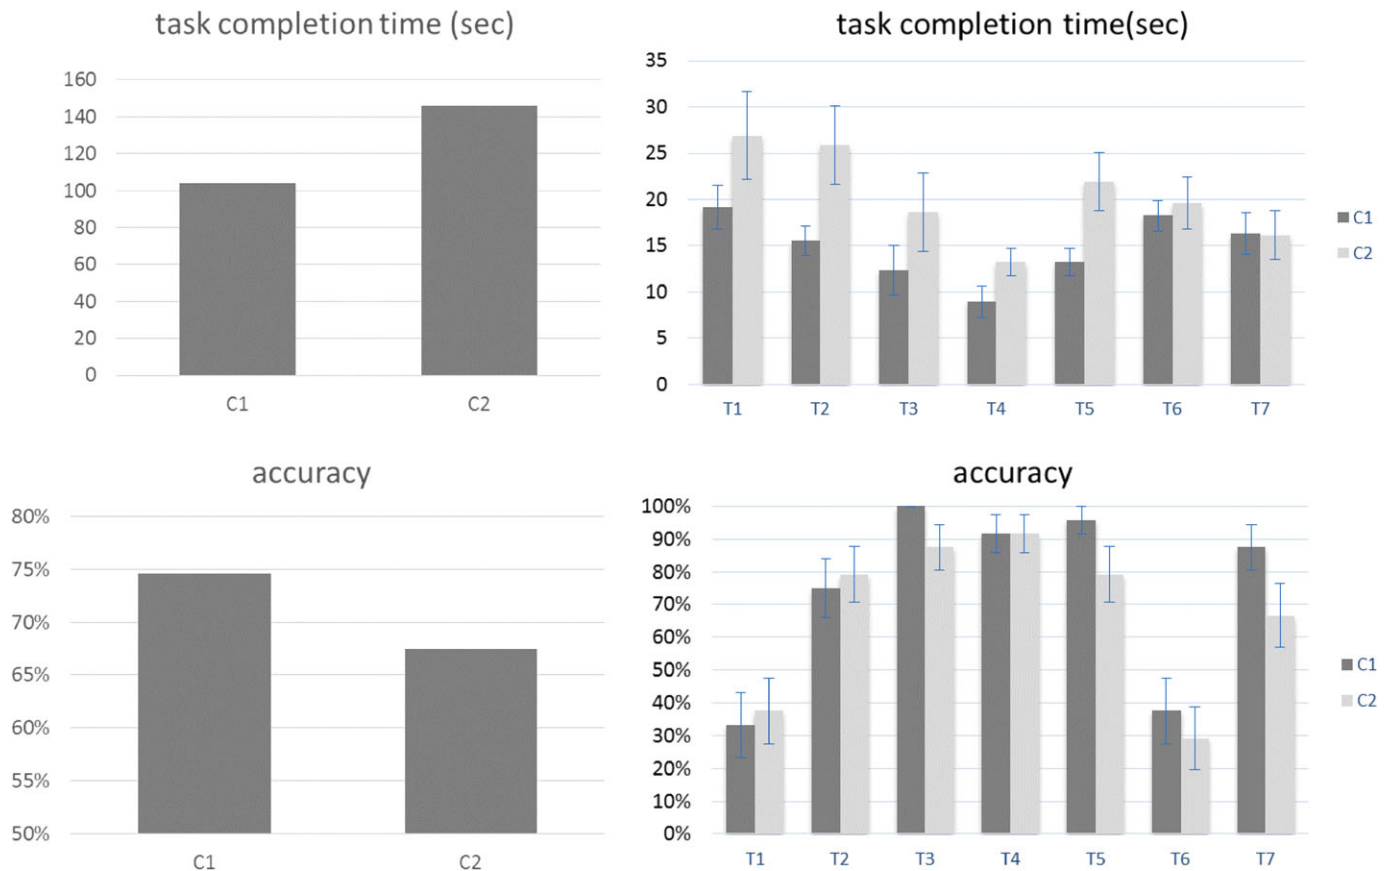 task completion time (sec)
160
140
120
100
80
60
40
20
0
C1
C2
task completion time(sec)
35
30
25
20
15
10
5
0
T1
T2
T3
T4
T5
T6
T7
C1
C2
accuracy
80%
75%
70%
65%
60%
55%
50%
C1
C2
accuracy
100%
90%
80%
70%
60%
50%
40%
30%
20%
10%
0%
T1
T2
T3
T4
T5
T6
T7
C1
C2